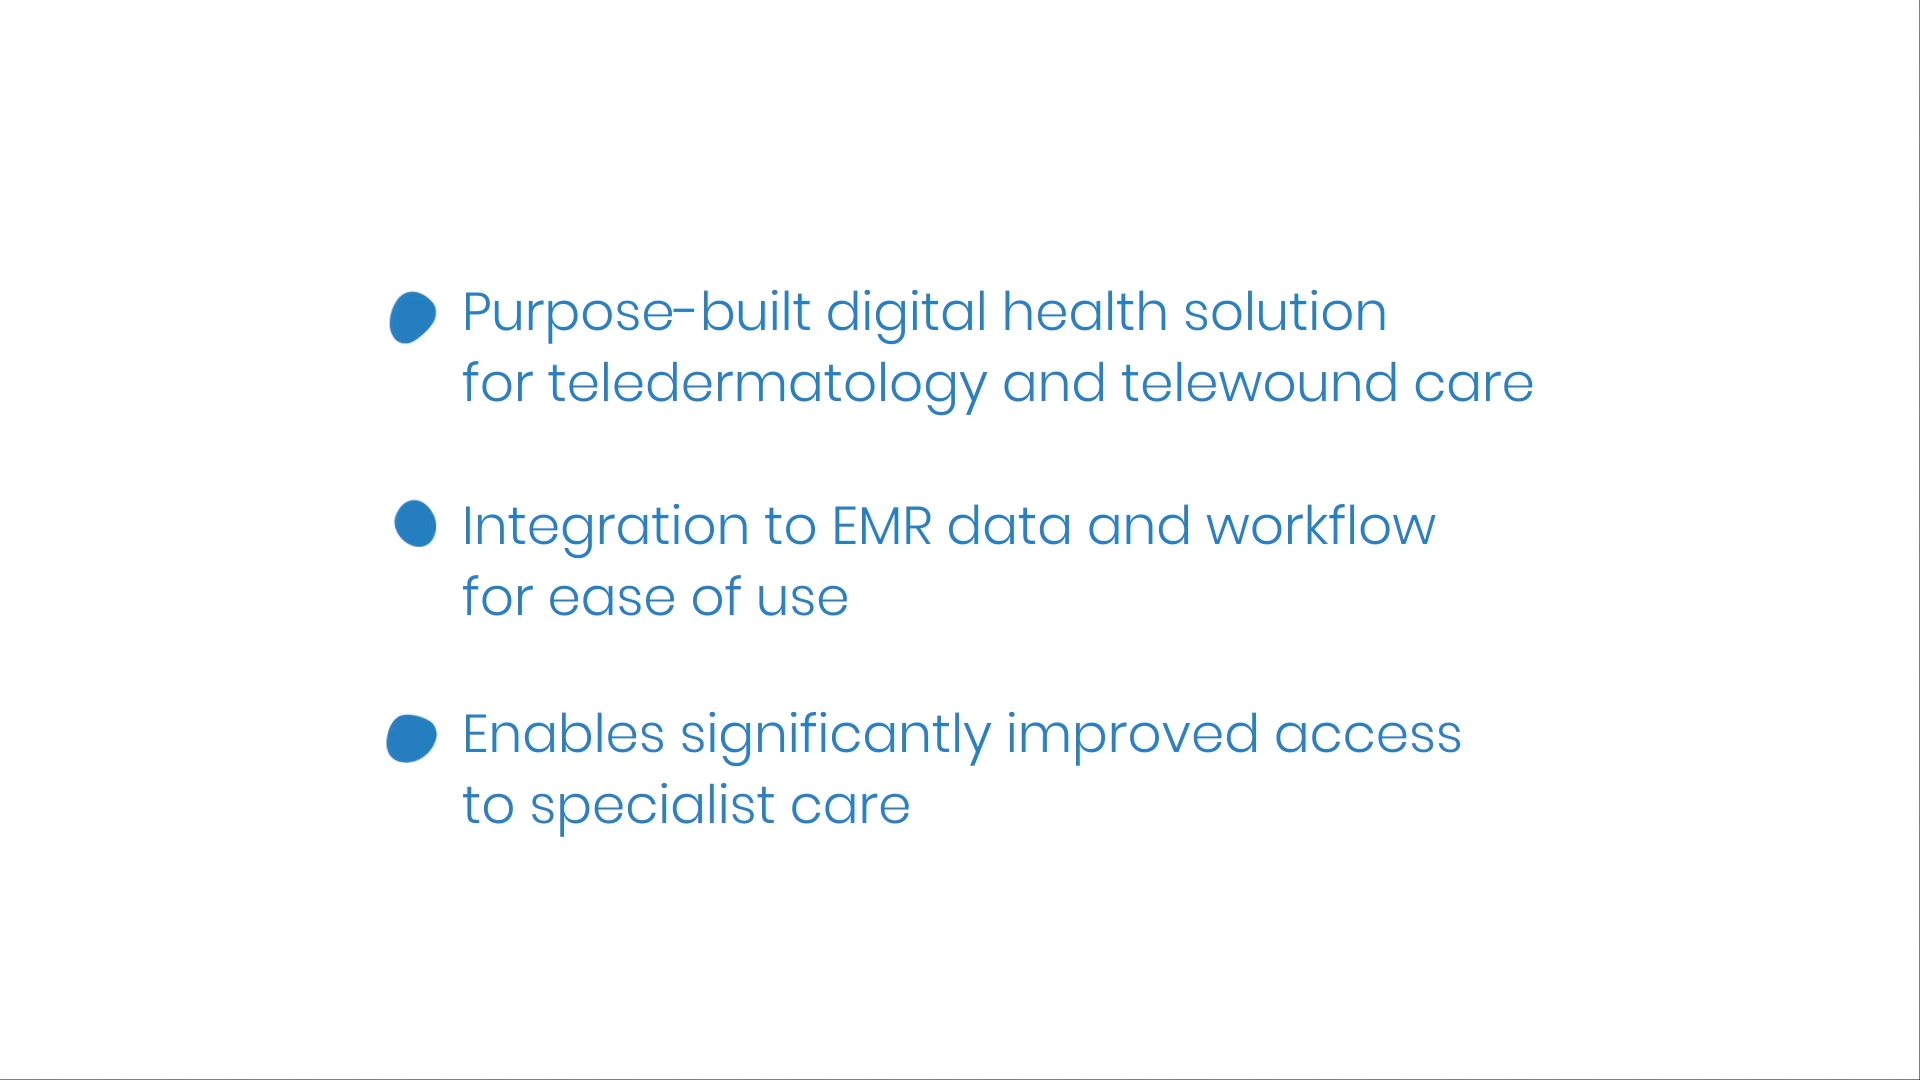 Purpose-built digital health solution
for teledermatology and telewound care
Integration to EMR data and workflow
for ease of use
Enables significantly improved access
to specialist care